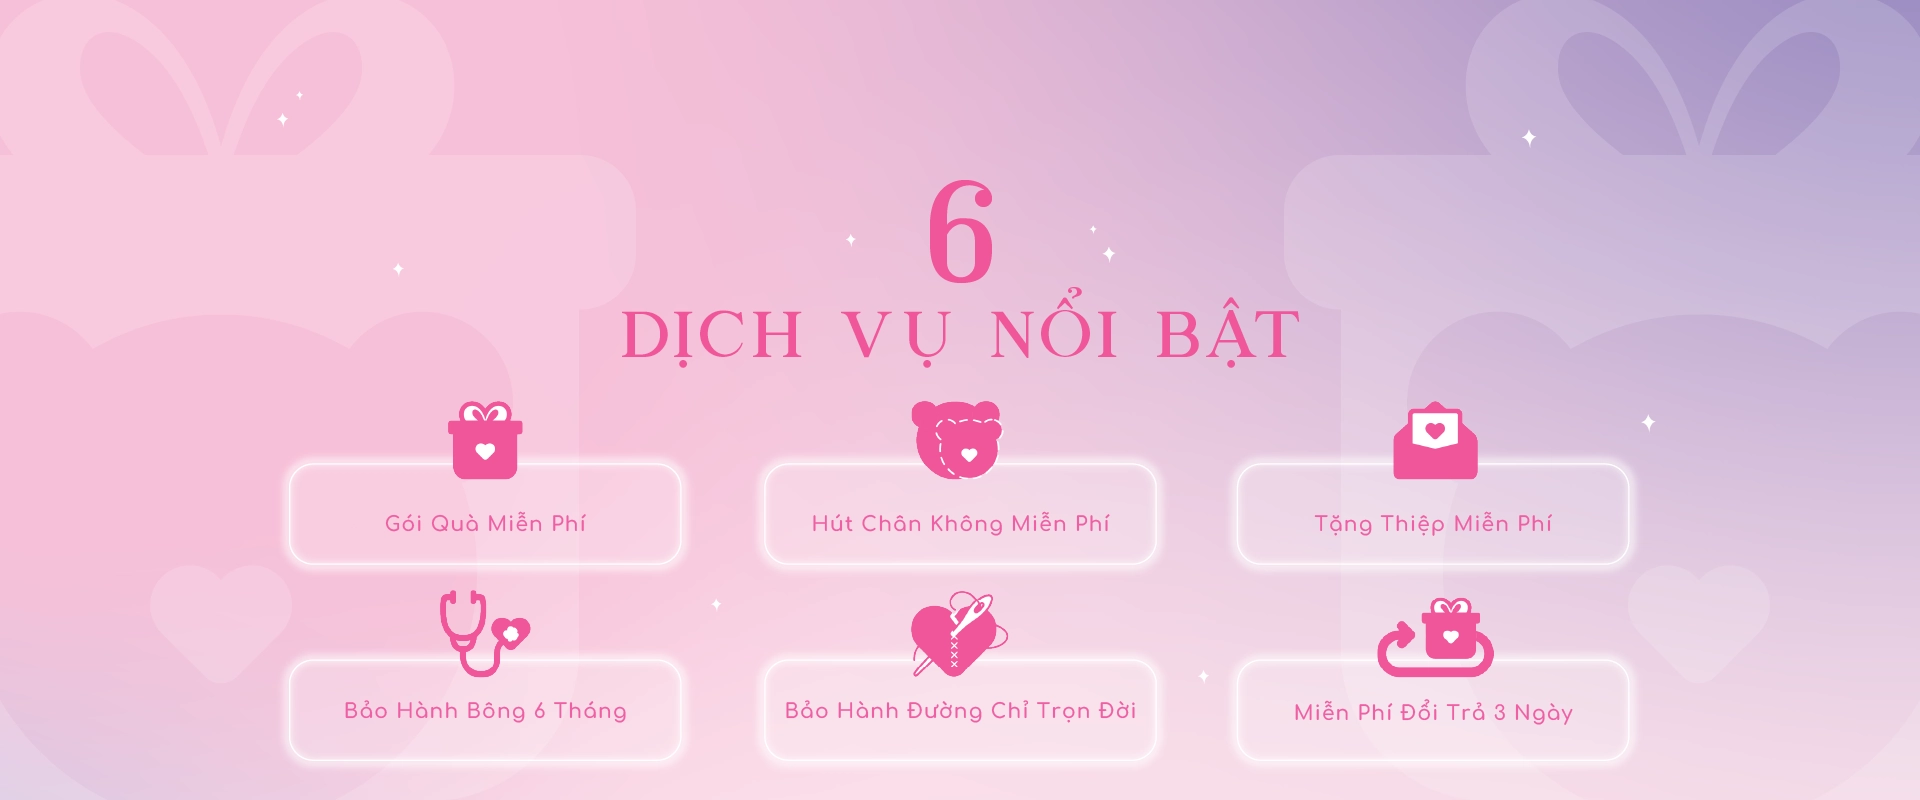 6
DỊCH VỤ NỔI BẬT
Gói Quà Miễn Phí
Hút Chân Không Miễn Phí
Tặng Thiệp Miễn Phí
Bảo Hành Bông 6 Tháng
Bảo Hành Đường Chỉ Trọn Đời
Miễn Phí Đổi Trả 3 Ngày